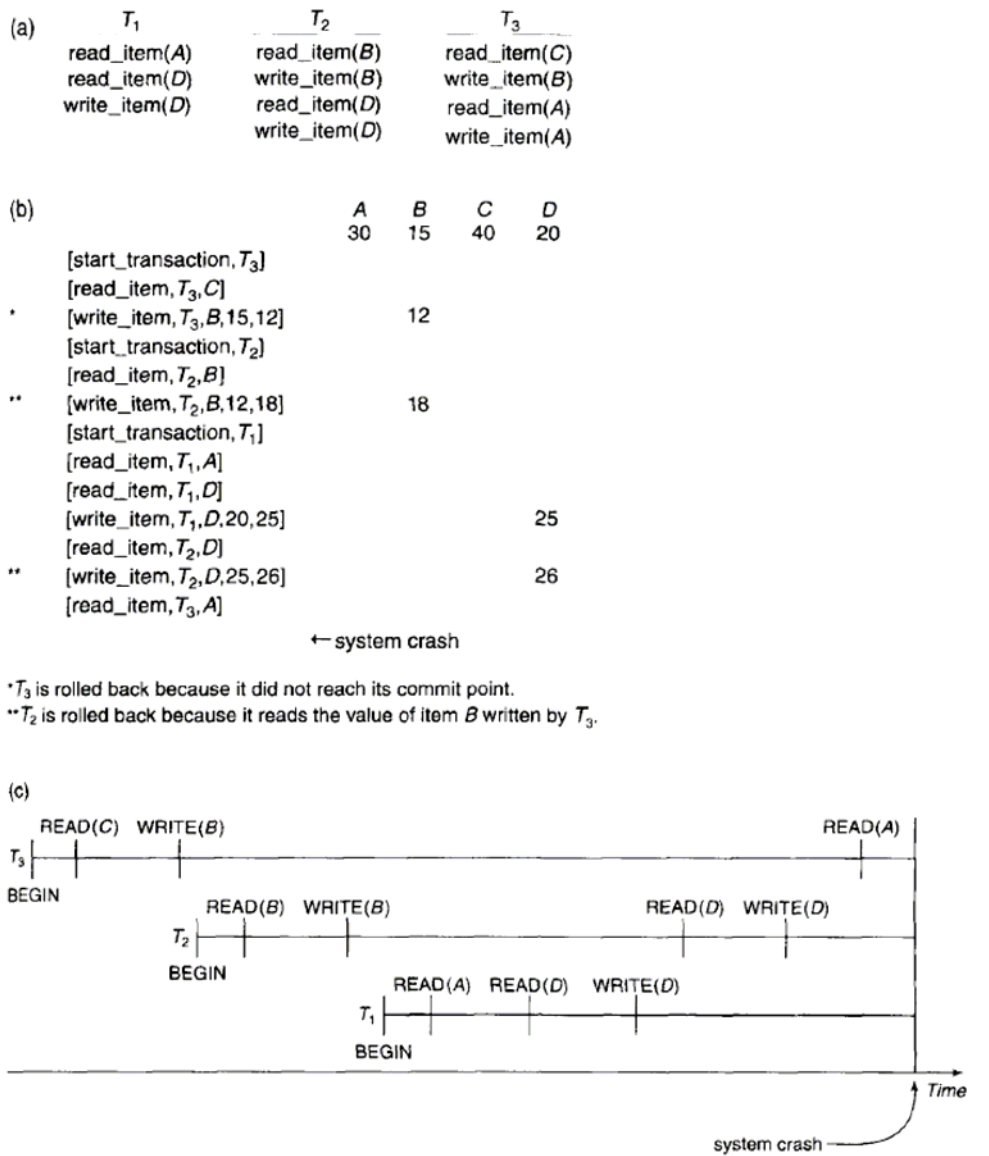 (a) T₁ T₂ T₃
read_item(A) read_item(B) read_item(C)
read_item(D) write_item(B) write_item(B)
write_item(D) read_item(D) read_item(A)
write_item(D) write_item(A)
(b) A B C D
30 15 40 20
[start_transaction,T₃]
[read_item,T₃,C]
* [write_item,T₃,B,15,12] 12
[start_transaction,T₂]
[read_item,T₂,B]
** [write_item,T₂,B,12,18] 18
[start_transaction,T₁]
[read_item,T₁,A]
[read_item,T₁,D]
[write_item,T₁,D,20,25] 25
[read_item,T₂,D]
** [write_item,T₂,D,25,26] 26
[read_item,T₃,A]
←system crash
*T₃ is rolled back because it did not reach its commit point.
**T₂ is rolled back because it reads the value of item B written by T₃.
(c)
READ(C) WRITE(B) READ(A)
T₃
BEGIN
READ(B) WRITE(B) READ(D) WRITE(D)
T₂
BEGIN
READ(A) READ(D) WRITE(D)
T₁
BEGIN
Time
system crash